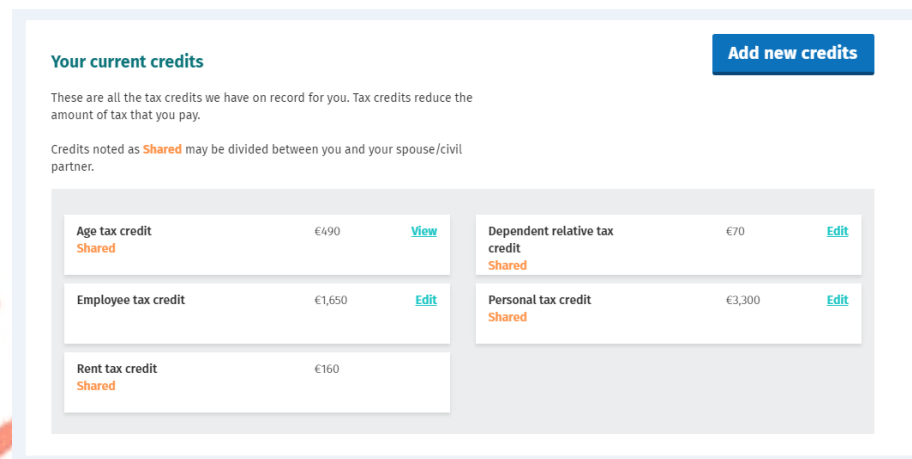 Your current credits
Add new credits
These are all the tax credits we have on record for you. Tax credits reduce the
amount of tax that you pay.
Credits noted as Shared may be divided between you and your spouse/civil
partner.
Age tax credit €490 View
Shared
Dependent relative tax €70 Edit
credit
Shared
Employee tax credit €1,650 Edit
Personal tax credit €3,300 Edit
Shared
Rent tax credit €160
Shared